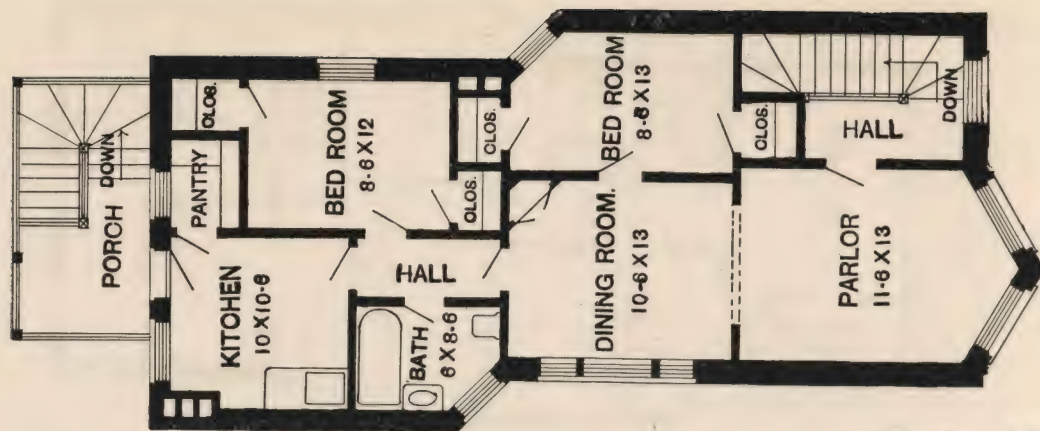 PORCH
DOWN
CLOS.
PANTRY
KITCHEN
10 X 10-6
BED ROOM
8-6 X 12
HALL
BATH
6 X 8-6
CLOS.
CLOS.
BED ROOM
8-6 X 13
DINING ROOM.
10-6 X 13
CLOS.
HALL
DOWN
PARLOR
11-6 X 13